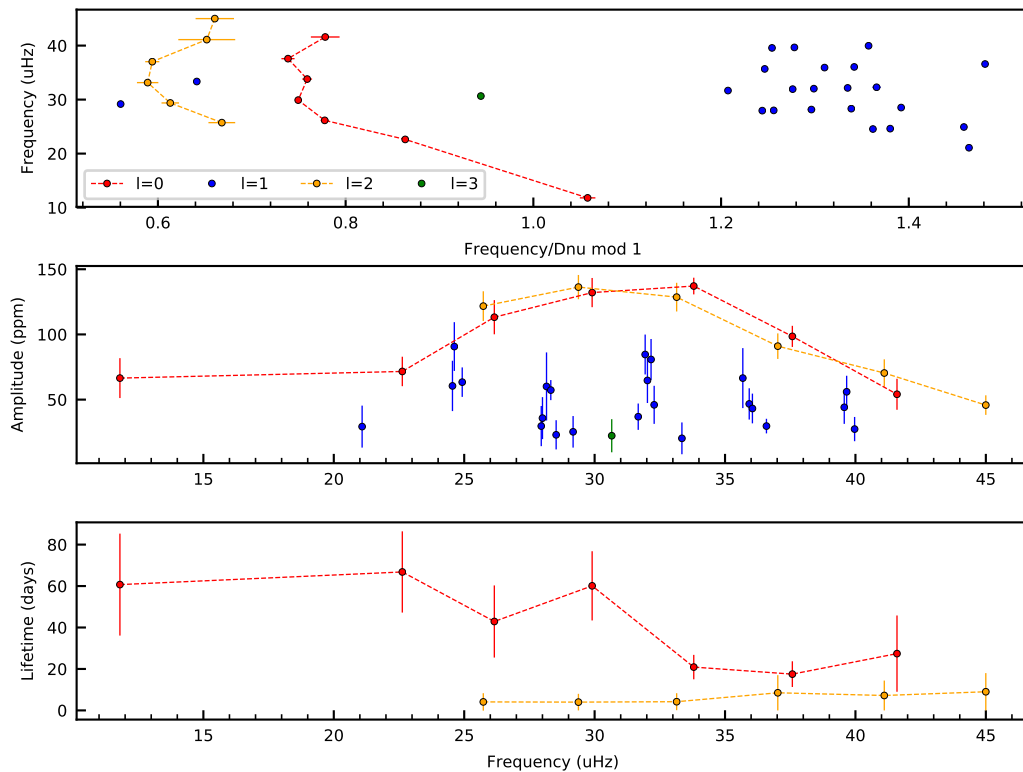 Frequency (uHz)
40
30
20
10
l=0 l=1 l=2 l=3
0.6 0.8 1.0 1.2 1.4
Frequency/Dnu mod 1
Amplitude (ppm)
150
100
50
15 20 25 30 35 40 45
Lifetime (days)
80
60
40
20
0
15 20 25 30 35 40 45
Frequency (uHz)